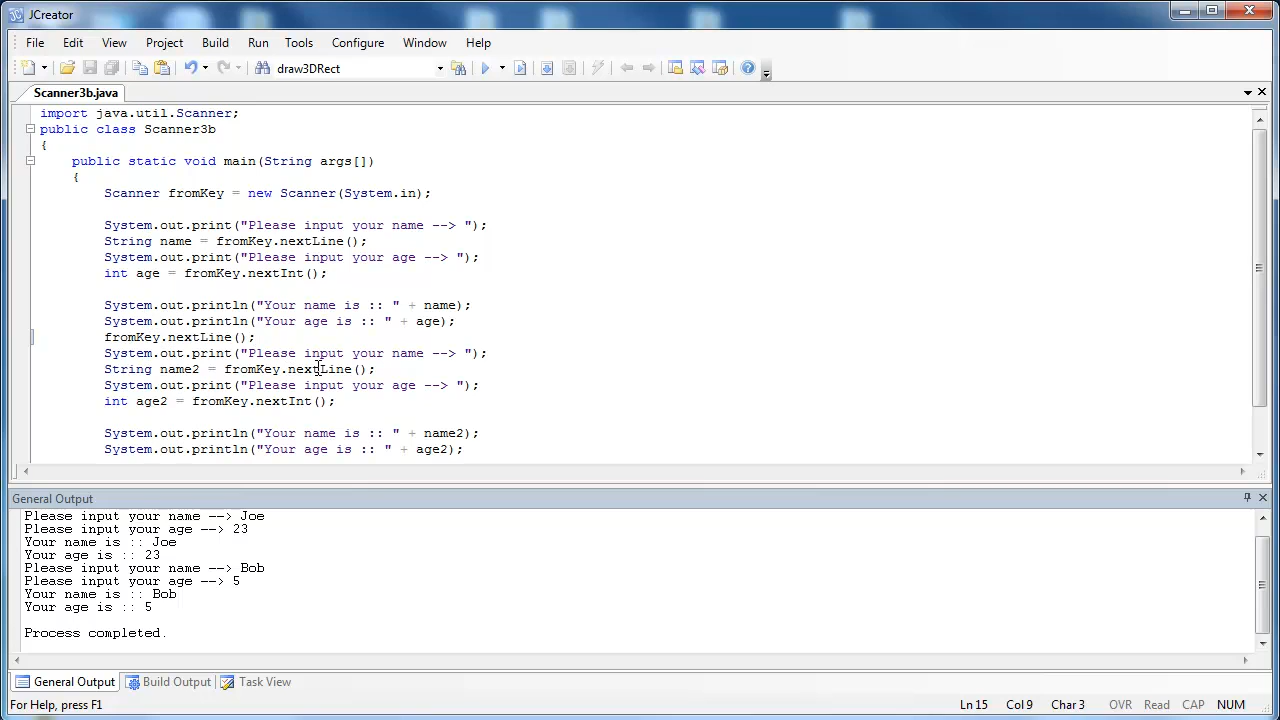 JCreator
File Edit View Project Build Run Tools Configure Window Help
draw3DRect
Scanner3b.java
import java.util.Scanner;
public class Scanner3b
{
public static void main(String args[])
{
Scanner fromKey = new Scanner(System.in);
System.out.print("Please input your name --> ");
String name = fromKey.nextLine();
System.out.print("Please input your age --> ");
int age = fromKey.nextInt();
System.out.println("Your name is :: " + name);
System.out.println("Your age is :: " + age);
fromKey.nextLine();
System.out.print("Please input your name --> ");
String name2 = fromKey.nextLine();
System.out.print("Please input your age --> ");
int age2 = fromKey.nextInt();
System.out.println("Your name is :: " + name2);
System.out.println("Your age is :: " + age2);
General Output
Please input your name --> Joe
Please input your age --> 23
Your name is :: Joe
Your age is :: 23
Please input your name --> Bob
Please input your age --> 5
Your name is :: Bob
Your age is :: 5
Process completed.
General Output Build Output Task View
For Help, press F1 Ln 15 Col 9 Char 3 OVR Read CAP NUM